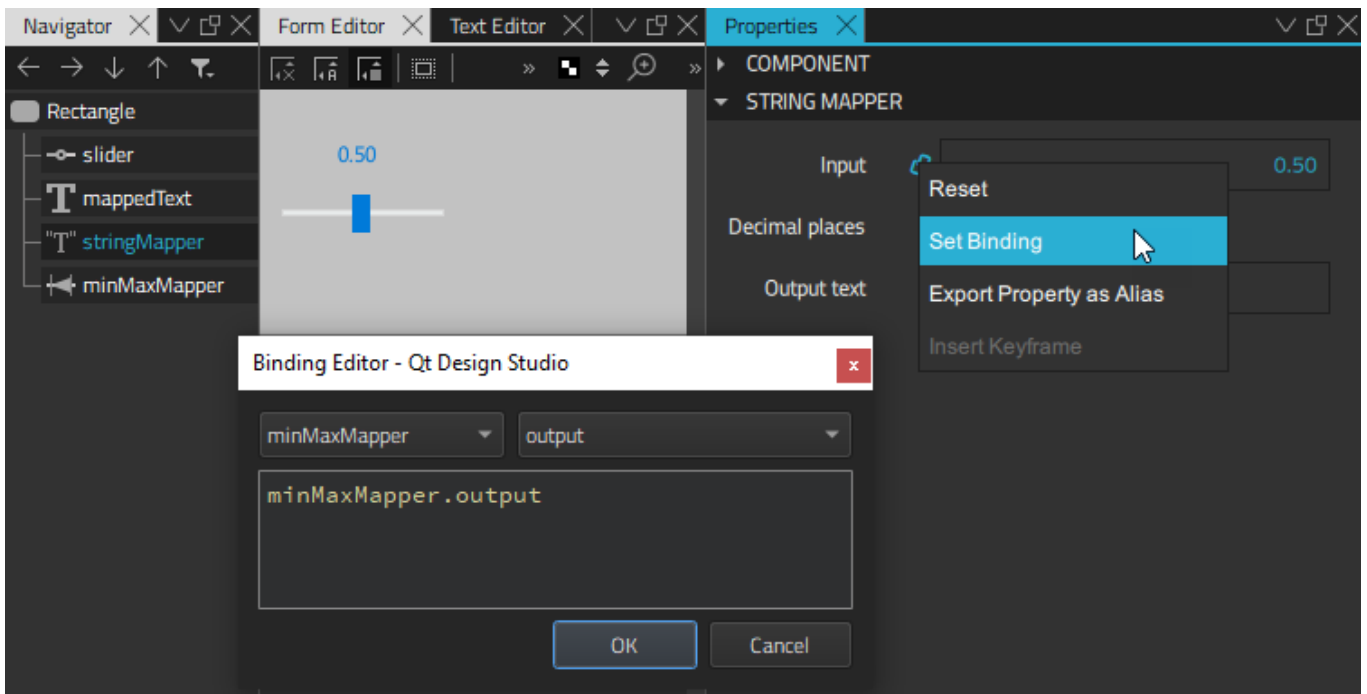 Navigator
Form Editor
Text Editor
Properties
A
COMPONENT
STRING MAPPER
Rectangle
slider
T mappedText
"T" stringMapper
minMaxMapper
0.50
Input
0.50
Decimal places
Output text
Reset
Set Binding
Export Property as Alias
Insert Keyframe
Binding Editor - Qt Design Studio
x
minMaxMapper
output
minMaxMapper.output
OK
Cancel